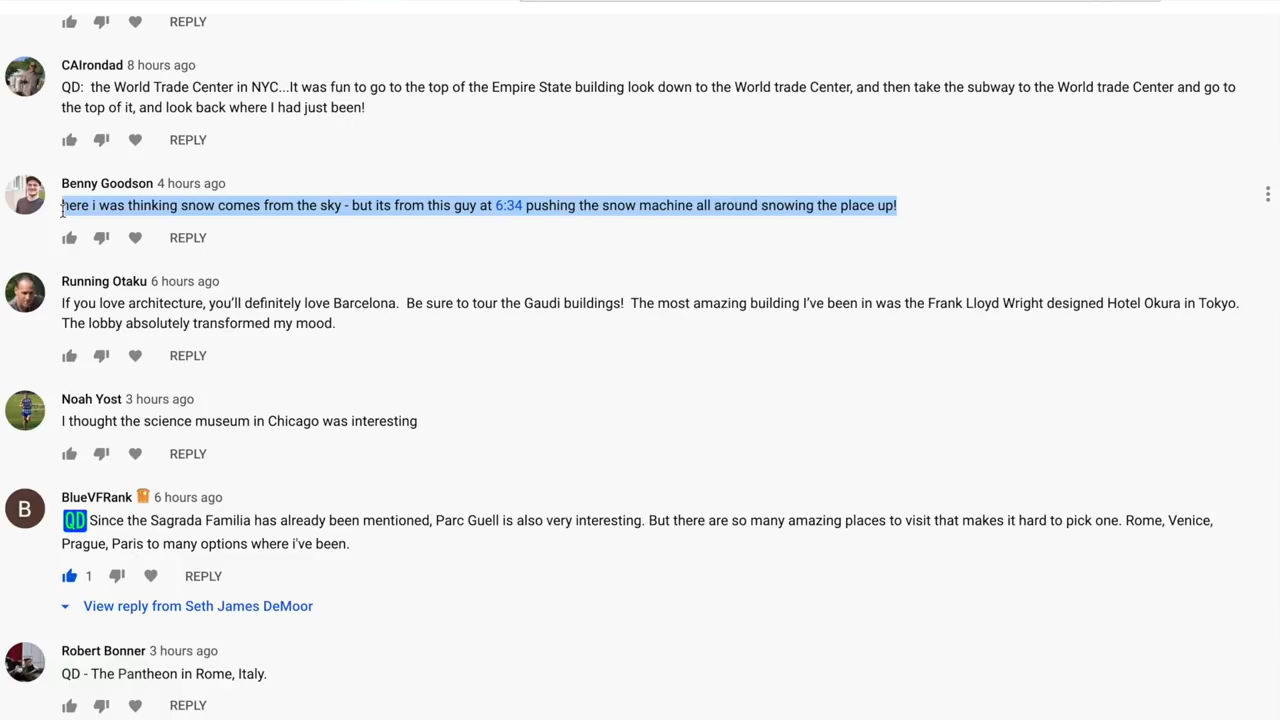 REPLY
CAIrondad 8 hours ago
QD:  the World Trade Center in NYC...It was fun to go to the top of the Empire State building look down to the World trade Center, and then take the subway to the World trade Center and go to
the top of it, and look back where I had just been!
REPLY
Benny Goodson 4 hours ago
here i was thinking snow comes from the sky - but its from this guy at 6:34 pushing the snow machine all around snowing the place up!
REPLY
Running Otaku 6 hours ago
If you love architecture, you’ll definitely love Barcelona.  Be sure to tour the Gaudi buildings!  The most amazing building I’ve been in was the Frank Lloyd Wright designed Hotel Okura in Tokyo.
The lobby absolutely transformed my mood.
REPLY
Noah Yost 3 hours ago
I thought the science museum in Chicago was interesting
REPLY
B
BlueVFRank 6 hours ago
QD Since the Sagrada Familia has already been mentioned, Parc Guell is also very interesting. But there are so many amazing places to visit that makes it hard to pick one. Rome, Venice,
Prague, Paris to many options where i've been.
1 REPLY
View reply from Seth James DeMoor
Robert Bonner 3 hours ago
QD - The Pantheon in Rome, Italy.
REPLY